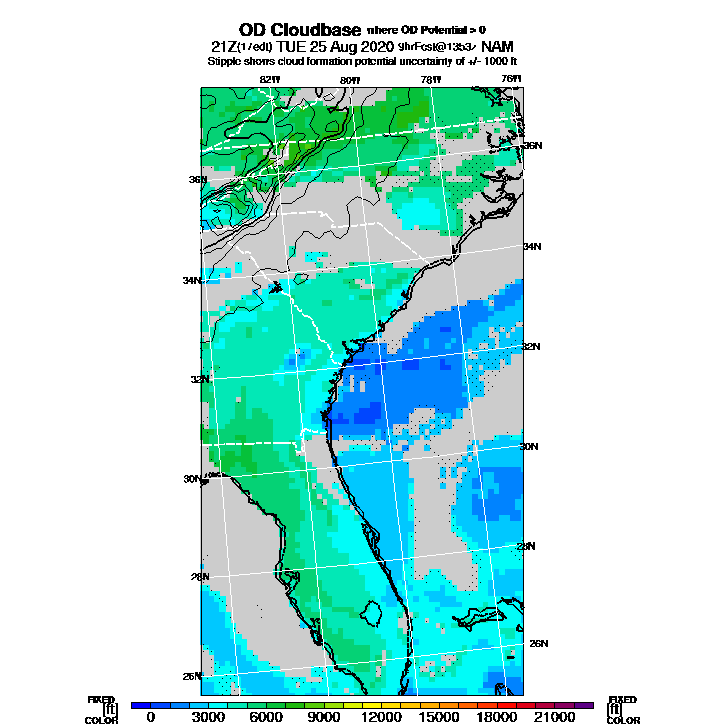 OD Cloudbase where OD Potential > 0
21Z(17edt) TUE 25 Aug 2020 9hrFcst@1353z NAM
Stipple shows cloud formation potential uncertainty of +/- 1000 ft
82W 80W 78W 76W
36N
36N
34N
34N
32N
32N
30N
30N
28N
28N
26N
26N
FIXED [ft] COLOR
0 3000 6000 9000 12000 15000 18000 21000
FIXED [ft] COLOR